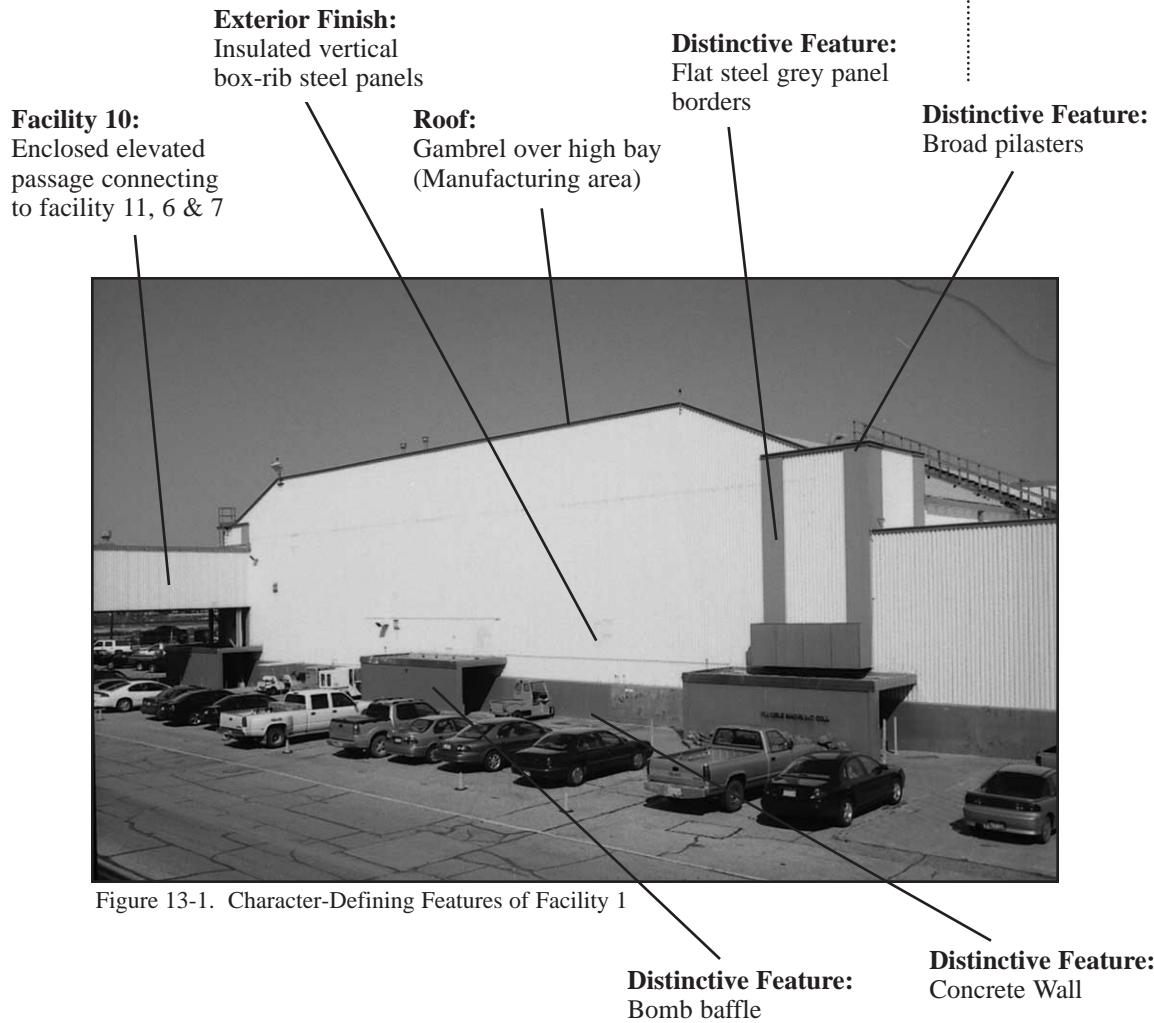 Exterior Finish:
Insulated vertical
box-rib steel panels
Distinctive Feature:
Flat steel grey panel
borders
Facility 10:
Enclosed elevated
passage connecting
to facility 11, 6 & 7
Roof:
Gambrel over high bay
(Manufacturing area)
Distinctive Feature:
Broad pilasters
Figure 13-1. Character-Defining Features of Facility 1
Distinctive Feature:
Bomb baffle
Distinctive Feature:
Concrete Wall